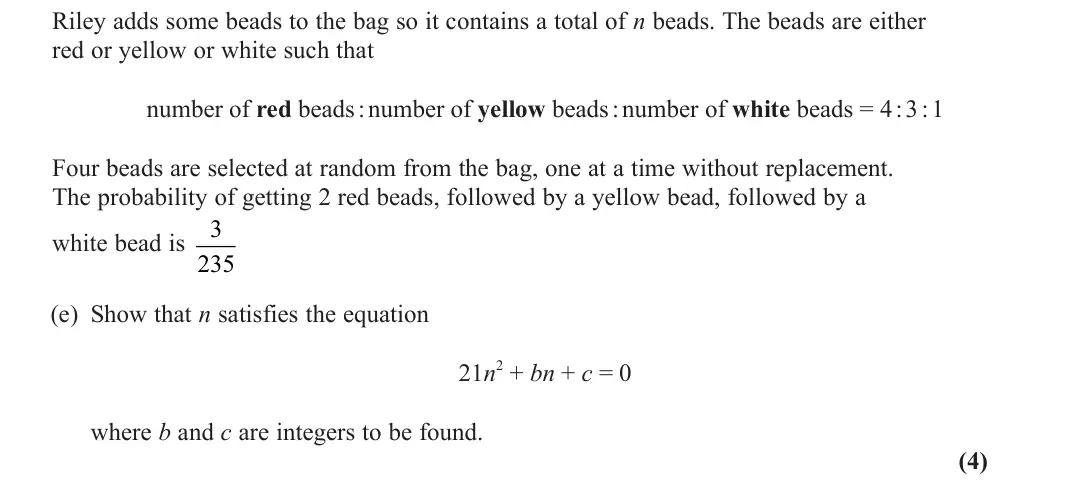 Riley adds some beads to the bag so it contains a total of n beads. The beads are either
red or yellow or white such that
number of red beads : number of yellow beads : number of white beads = 4 : 3 : 1
Four beads are selected at random from the bag, one at a time without replacement.
The probability of getting 2 red beads, followed by a yellow bead, followed by a
white bead is 3/235
(e) Show that n satisfies the equation
21n² + bn + c = 0
where b and c are integers to be found.
(4)